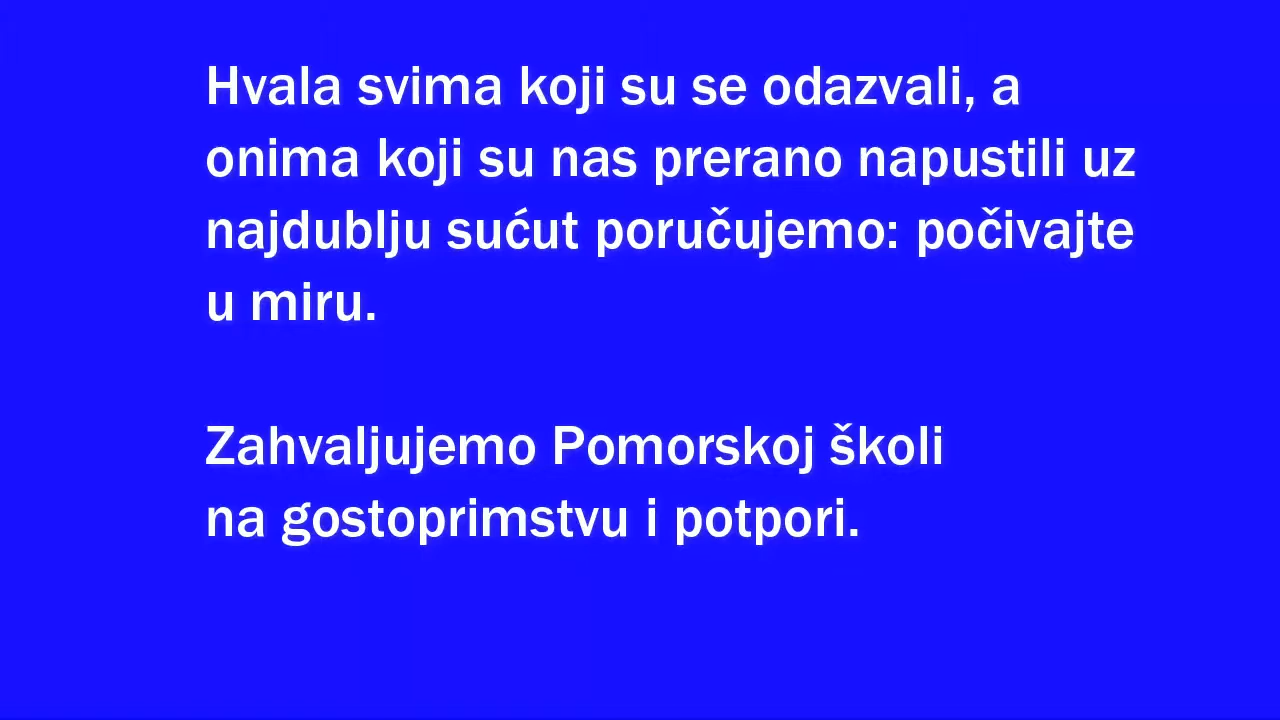 Hvala svima koji su se odazvali, a
onima koji su nas prerano napustili uz
najdublju sućut poručujemo: počivajte
u miru.
Zahvaljujemo Pomorskoj školi
na gostoprimstvu i potpori.